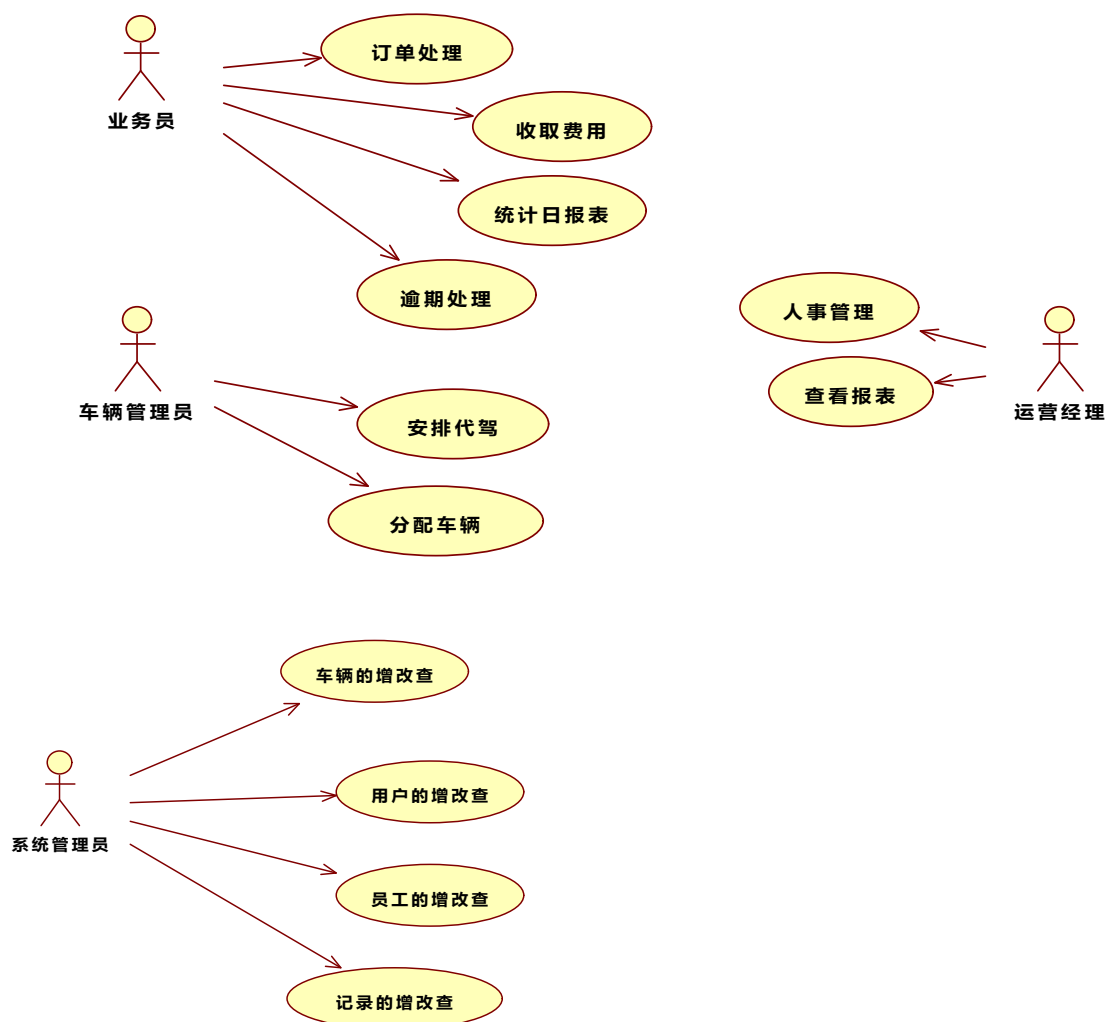 订单处理
业务员
收取费用
统计日报表
逾期处理
人事管理
查看报表
运营经理
车辆管理员
安排代驾
分配车辆
车辆的增改查
用户的增改查
系统管理员
员工的增改查
记录的增改查